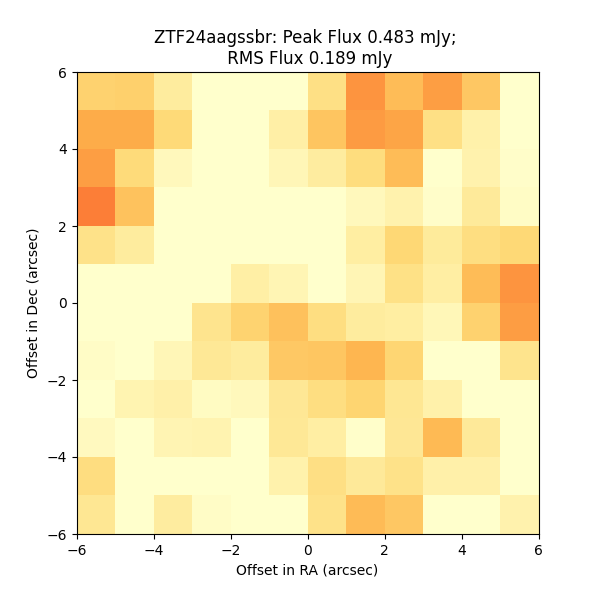 ZTF24aagssbr: Peak Flux 0.483 mJy;
RMS Flux 0.189 mJy
6
4
2
0
−2
−4
−6
Offset in Dec (arcsec)
−6 −4 −2 0 2 4 6
Offset in RA (arcsec)